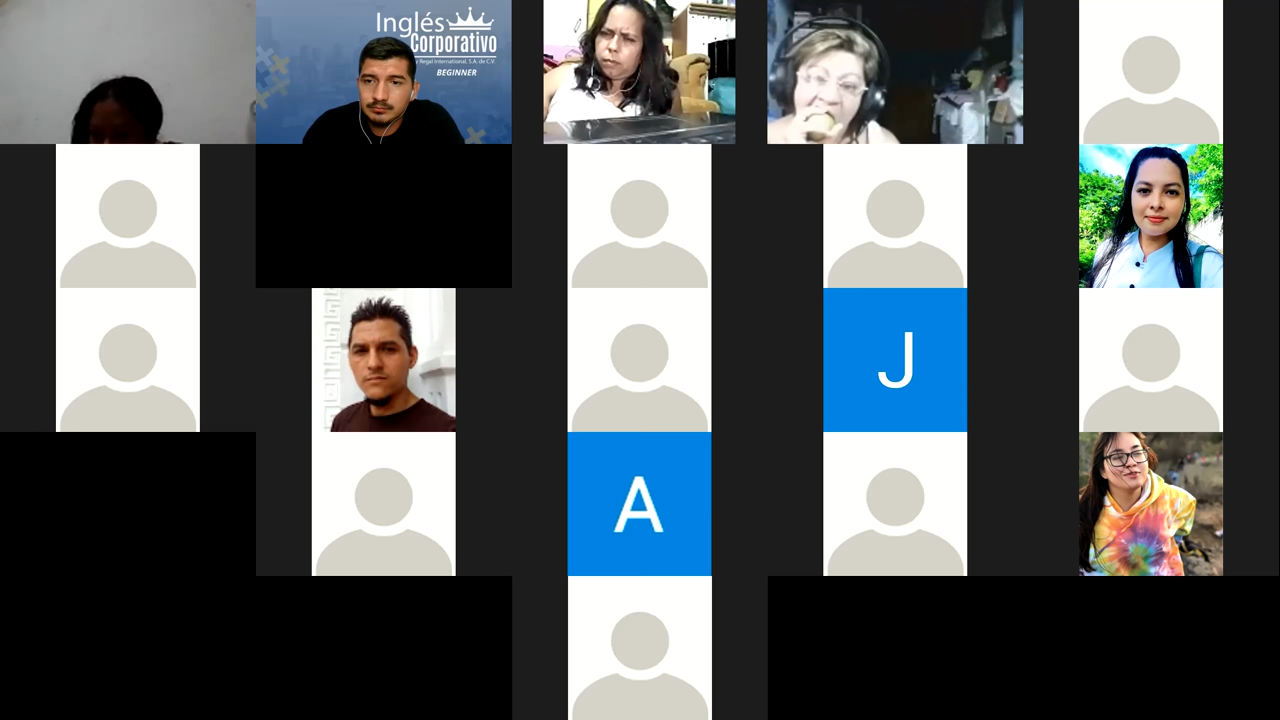 Inglés
Corporativo
Regal International, S.A. de C.V.
BEGINNER
J
A